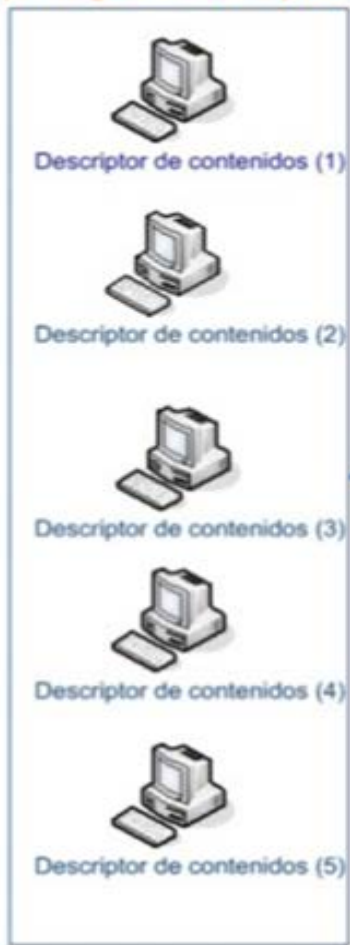 Descriptor de contenidos (1)
Descriptor de contenidos (2)
Descriptor de contenidos (3)
Descriptor de contenidos (4)
Descriptor de contenidos (5)